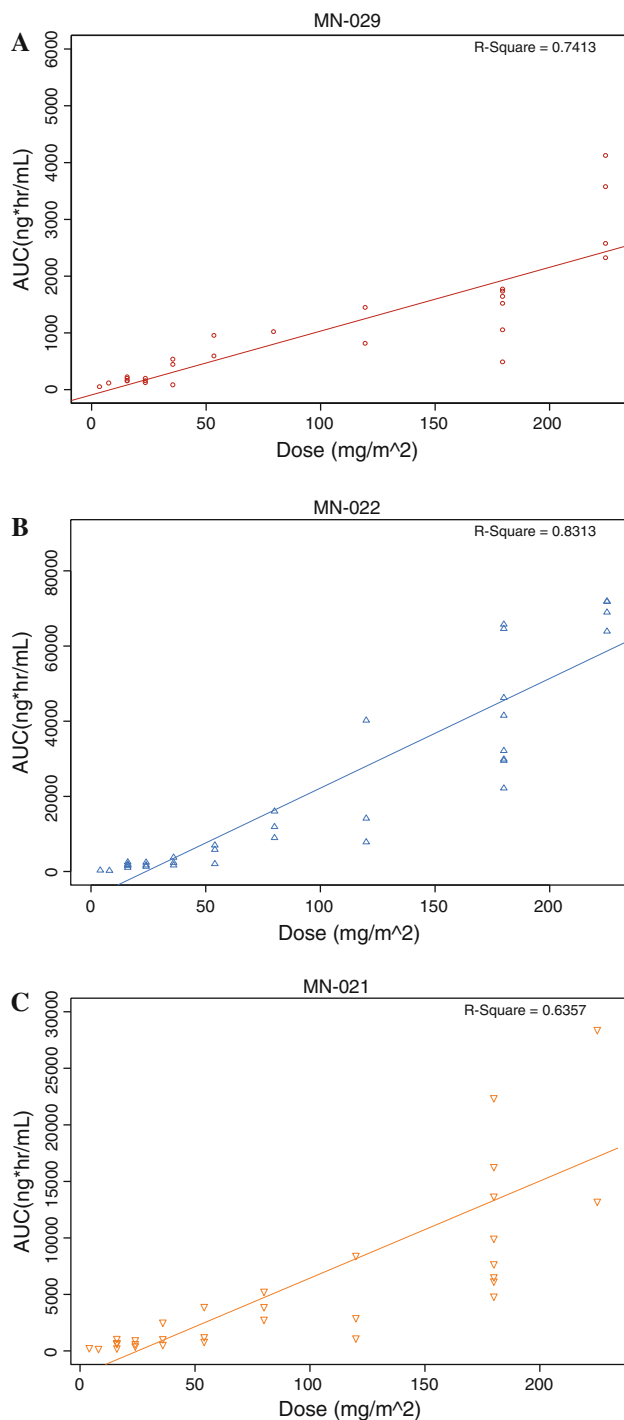 A
MN-029
R-Square = 0.7413
AUC(ng*hr/mL)
6000
5000
4000
3000
2000
1000
0
0 50 100 150 200
Dose (mg/m^2)
B
MN-022
R-Square = 0.8313
AUC(ng*hr/mL)
80000
60000
40000
20000
0
0 50 100 150 200
Dose (mg/m^2)
C
MN-021
R-Square = 0.6357
AUC(ng*hr/mL)
30000
25000
20000
15000
10000
5000
0
0 50 100 150 200
Dose (mg/m^2)